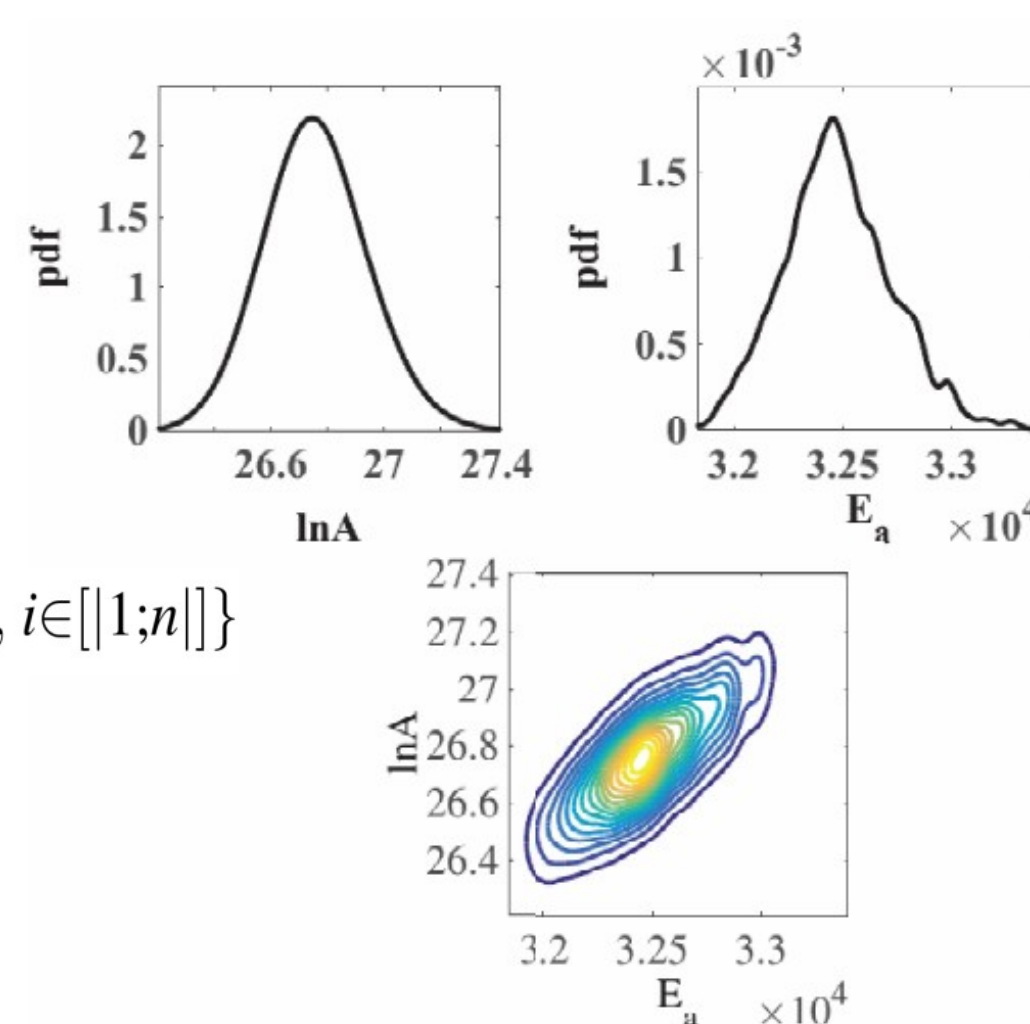 × 10⁻³
2
1.5
1
0.5
0
pdf
26.6 27 27.4
lnA
1.5
1
0.5
0
pdf
3.2 3.25 3.3
Eₐ × 10⁴
, i∈[|1;n|]}
27.4
27.2
27
26.8
26.6
26.4
lnA
3.2 3.25 3.3
Eₐ ×10⁴